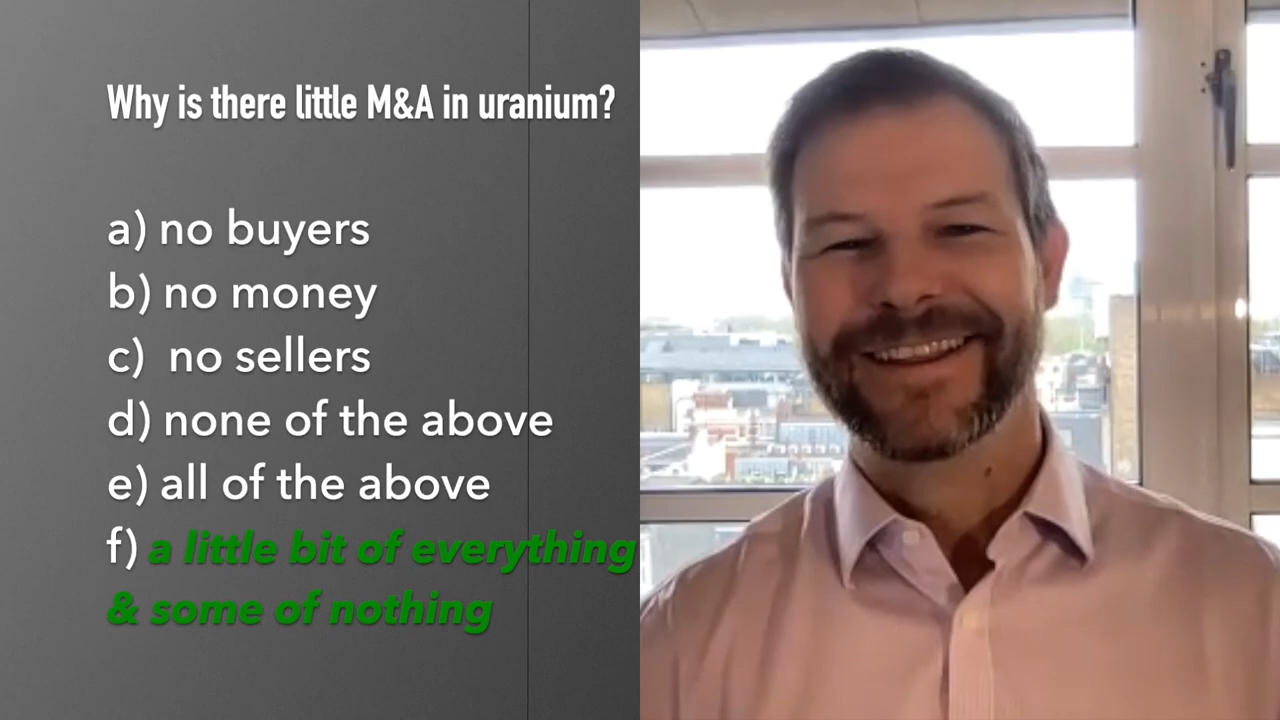 Why is there little M&A in uranium?
a) no buyers
b) no money
c) no sellers
d) none of the above
e) all of the above
f) a little bit of everything
& some of nothing